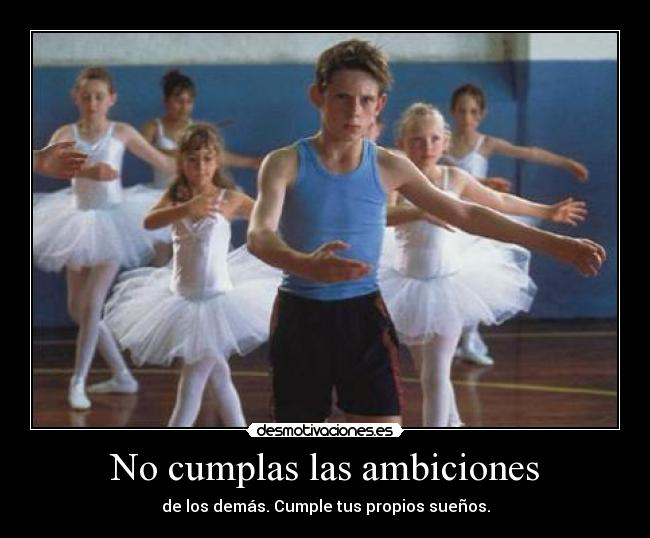 desmotivaciones.es
No cumplas las ambiciones
de los demás. Cumple tus propios sueños.